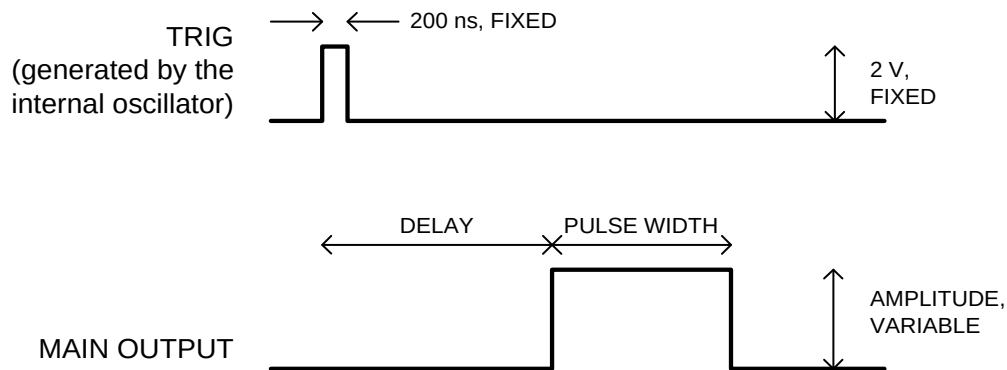 200 ns, FIXED
TRIG
(generated by the
internal oscillator)
2 V,
FIXED
DELAY
PULSE WIDTH
AMPLITUDE,
VARIABLE
MAIN OUTPUT